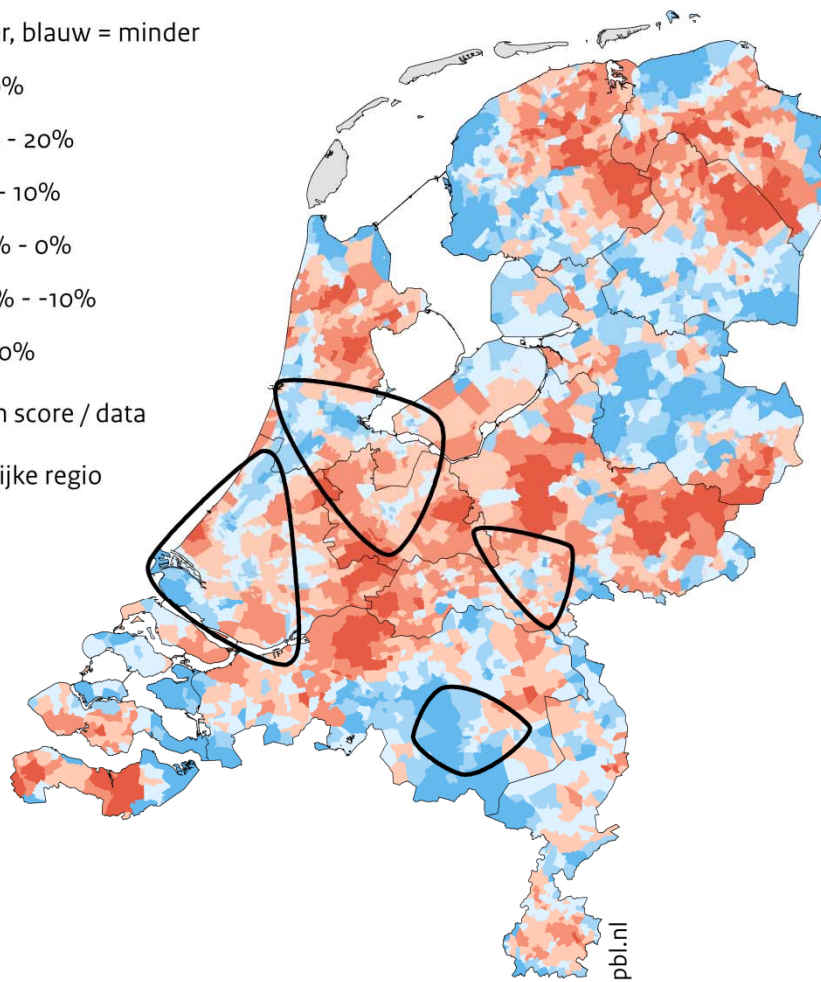 r, blauw = minder
%
- 20%
- 10%
% - 0%
% - -10%
0%
n score / data
ijke regio
pbl.nl